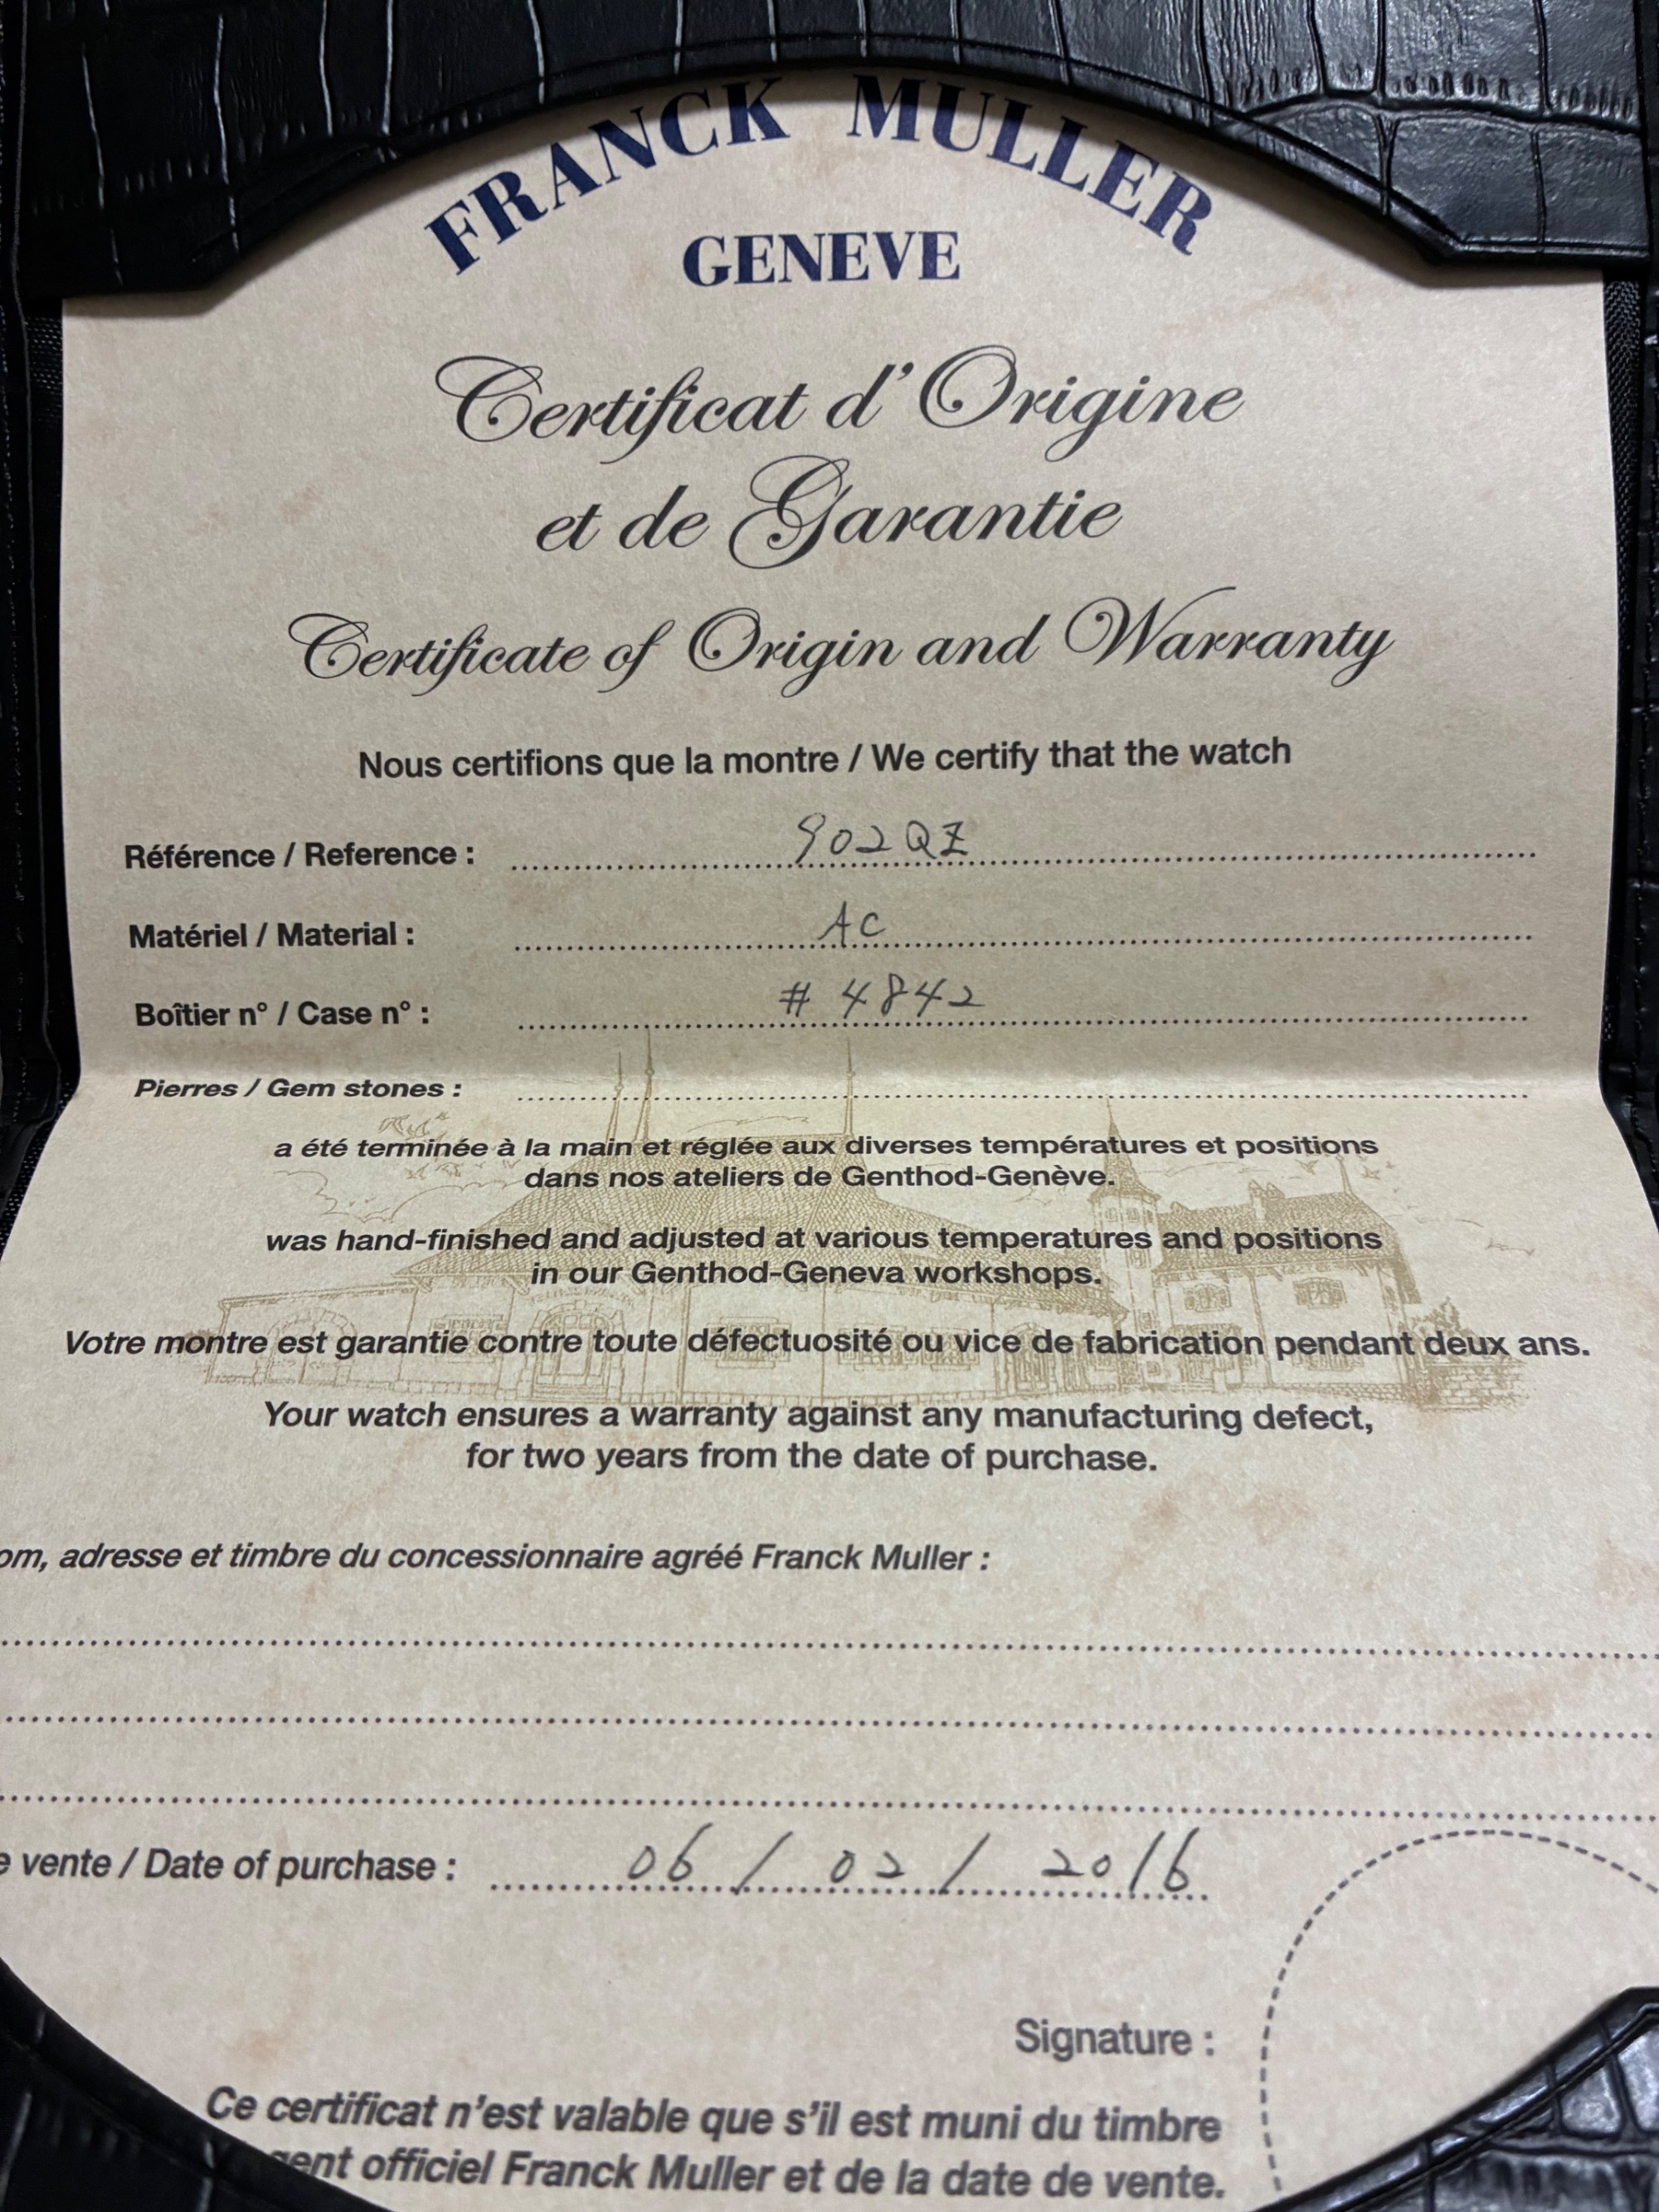 FRANCK MULLER
GENEVE
Certificat d'Origine
et de Garantie
Certificate of Origin and Warranty
Nous certifions que la montre / We certify that the watch
Référence / Reference : 902QZ
Matériel / Material : AC
Boîtier n° / Case n° : # 4842
Pierres / Gem stones :
a été terminée à la main et réglée aux diverses températures et positions
dans nos ateliers de Genthod-Genève.
was hand-finished and adjusted at various temperatures and positions
in our Genthod-Geneva workshops.
Votre montre est garantie contre toute défectuosité ou vice de fabrication pendant deux ans.
Your watch ensures a warranty against any manufacturing defect,
for two years from the date of purchase.
om, adresse et timbre du concessionnaire agréé Franck Muller :
e vente / Date of purchase : 06 / 02 / 2016
Signature :
Ce certificat n'est valable que s'il est muni du timbre
gent officiel Franck Muller et de la date de vente.